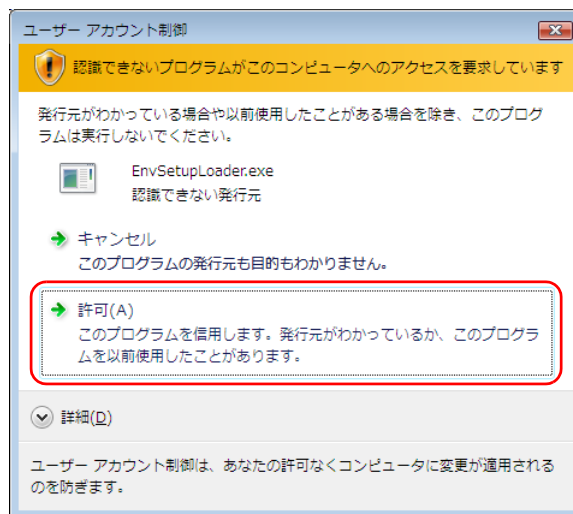 ユーザー アカウント制御
認識できないプログラムがこのコンピュータへのアクセスを要求しています
発行元がわかっている場合や以前使用したことがある場合を除き、このプログ
ラムは実行しないでください。
EnvSetupLoader.exe
認識できない発行元
キャンセル
このプログラムの発行元も目的もわかりません。
許可(A)
このプログラムを信用します。発行元がわかっているか、このプログラ
ムを以前使用したことがあります。
詳細(D)
ユーザー アカウント制御は、あなたの許可なくコンピュータに変更が適用される
のを防ぎます。